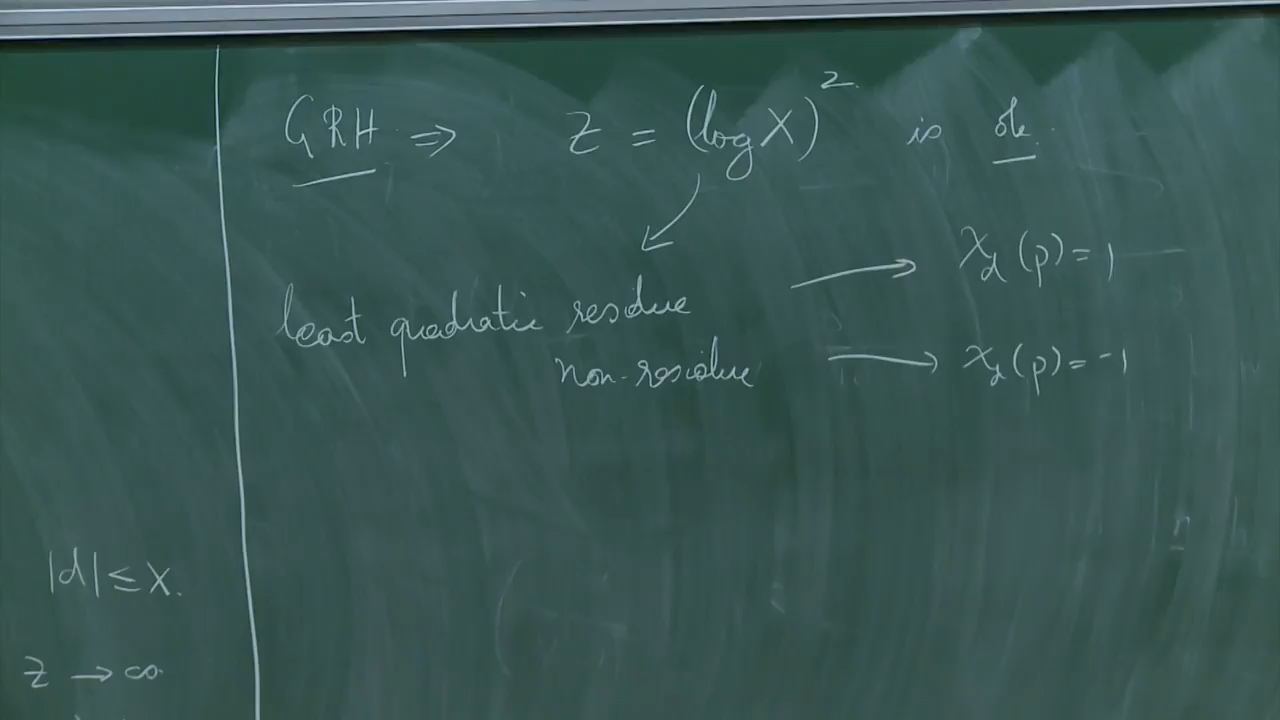 GRH ⇒ z = (log X)² is ok.
least quadratic residue → χ_d(p) = 1
non-residue → χ_d(p) = -1
|d| ≤ X.
z → ∞